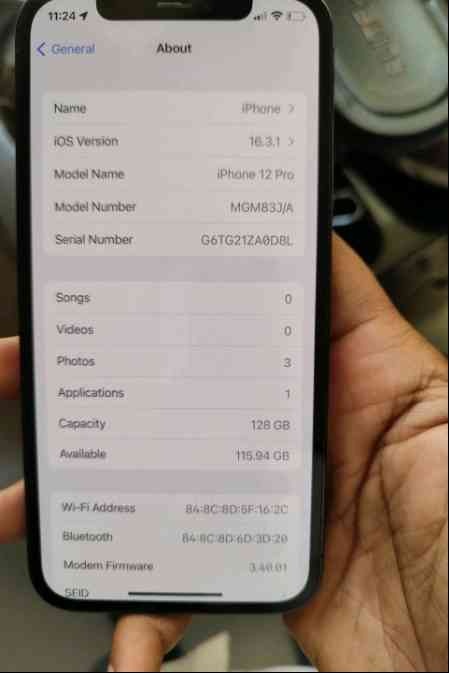 11:24
General
About
Name iPhone
iOS Version 16.3.1
Model Name iPhone 12 Pro
Model Number MGM83J/A
Serial Number G6TG21ZA0D8L
Songs 0
Videos 0
Photos 3
Applications 1
Capacity 128 GB
Available 115.94 GB
Wi-Fi Address 84:8C:8D:5F:16:2C
Bluetooth 84:8C:8D:6D:3D:20
Modem Firmware 3.40.01
SEID